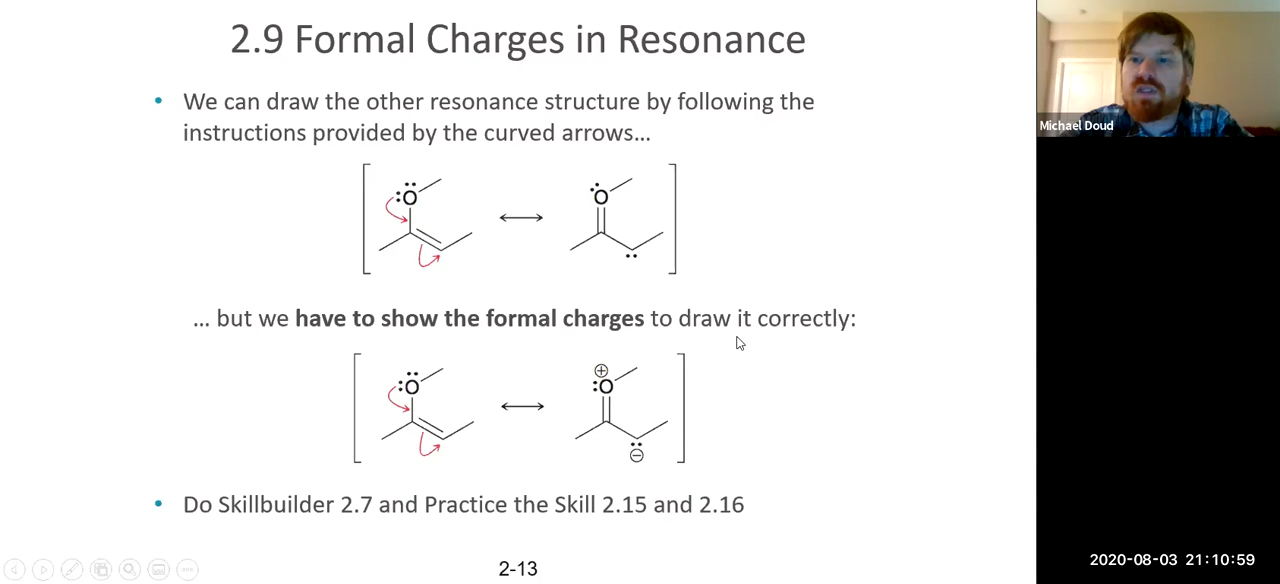 2.9 Formal Charges in Resonance
• We can draw the other resonance structure by following the
instructions provided by the curved arrows…
:O
O
… but we have to show the formal charges to draw it correctly:
:O
⊕
:O
⊖
• Do Skillbuilder 2.7 and Practice the Skill 2.15 and 2.16
2-13
Michael Doud
2020-08-03 21:10:59